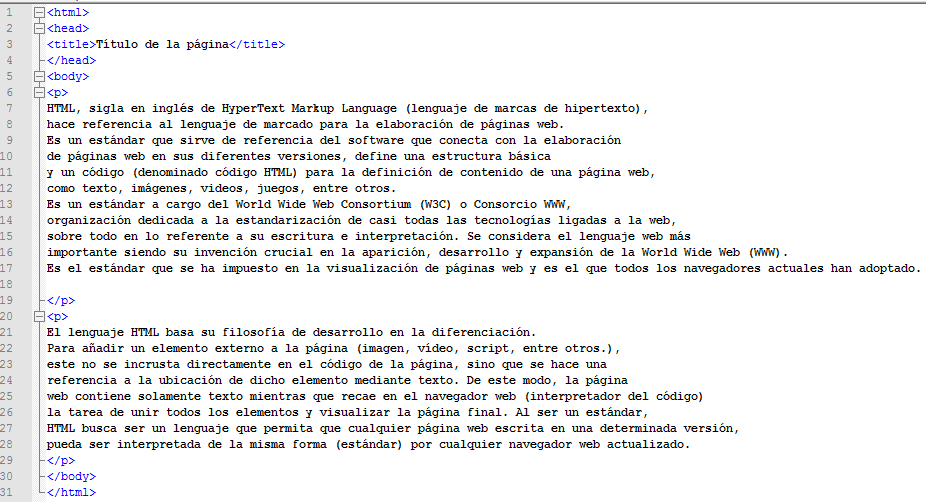 1 <html>
2 <head>
3 <title>Título de la página</title>
4 </head>
5 <body>
6 <p>
7 HTML, sigla en inglés de HyperText Markup Language (lenguaje de marcas de hipertexto),
8 hace referencia al lenguaje de marcado para la elaboración de páginas web.
9 Es un estándar que sirve de referencia del software que conecta con la elaboración
10 de páginas web en sus diferentes versiones, define una estructura básica
11 y un código (denominado código HTML) para la definición de contenido de una página web,
12 como texto, imágenes, videos, juegos, entre otros.
13 Es un estándar a cargo del World Wide Web Consortium (W3C) o Consorcio WWW,
14 organización dedicada a la estandarización de casi todas las tecnologías ligadas a la web,
15 sobre todo en lo referente a su escritura e interpretación. Se considera el lenguaje web más
16 importante siendo su invención crucial en la aparición, desarrollo y expansión de la World Wide Web (WWW).
17 Es el estándar que se ha impuesto en la visualización de páginas web y es el que todos los navegadores actuales han adoptado.
18
19 </p>
20 <p>
21 El lenguaje HTML basa su filosofía de desarrollo en la diferenciación.
22 Para añadir un elemento externo a la página (imagen, vídeo, script, entre otros.),
23 este no se incrusta directamente en el código de la página, sino que se hace una
24 referencia a la ubicación de dicho elemento mediante texto. De este modo, la página
25 web contiene solamente texto mientras que recae en el navegador web (interpretador del código)
26 la tarea de unir todos los elementos y visualizar la página final. Al ser un estándar,
27 HTML busca ser un lenguaje que permita que cualquier página web escrita en una determinada versión,
28 pueda ser interpretada de la misma forma (estándar) por cualquier navegador web actualizado.
29 </p>
30 </body>
31 </html>